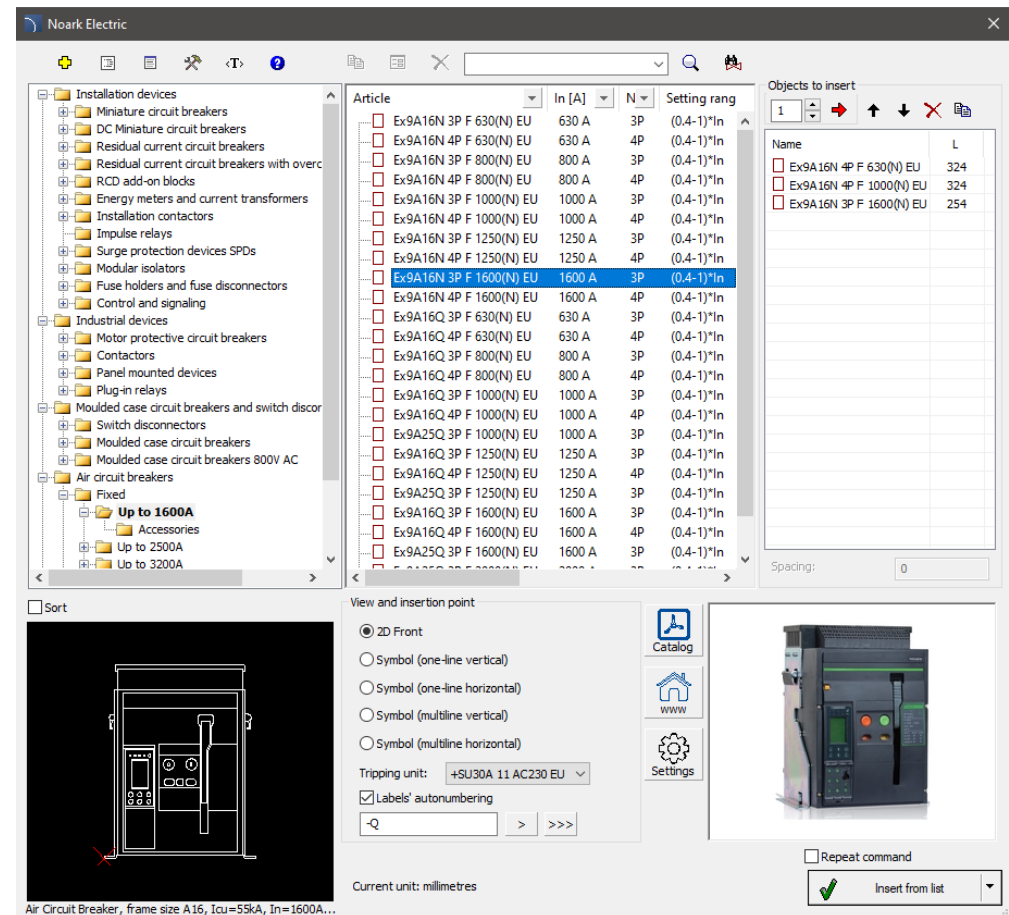 Noark Electric
<T>
Installation devices
Miniature circuit breakers
DC Miniature circuit breakers
Residual current circuit breakers
Residual current circuit breakers with overc
RCD add-on blocks
Energy meters and current transformers
Installation contactors
Impulse relays
Surge protection devices SPDs
Modular isolators
Fuse holders and fuse disconnectors
Control and signaling
Industrial devices
Motor protective circuit breakers
Contactors
Panel mounted devices
Plug-in relays
Moulded case circuit breakers and switch discor
Switch disconnectors
Moulded case circuit breakers
Moulded case circuit breakers 800V AC
Air circuit breakers
Fixed
Up to 1600A
Accessories
Up to 2500A
Up to 3200A
Article In [A] N Setting rang
Ex9A16N 3P F 630(N) EU 630 A 3P (0.4-1)*In
Ex9A16N 4P F 630(N) EU 630 A 4P (0.4-1)*In
Ex9A16N 3P F 800(N) EU 800 A 3P (0.4-1)*In
Ex9A16N 4P F 800(N) EU 800 A 4P (0.4-1)*In
Ex9A16N 3P F 1000(N) EU 1000 A 3P (0.4-1)*In
Ex9A16N 4P F 1000(N) EU 1000 A 4P (0.4-1)*In
Ex9A16N 3P F 1250(N) EU 1250 A 3P (0.4-1)*In
Ex9A16N 4P F 1250(N) EU 1250 A 4P (0.4-1)*In
Ex9A16N 3P F 1600(N) EU 1600 A 3P (0.4-1)*In
Ex9A16N 4P F 1600(N) EU 1600 A 4P (0.4-1)*In
Ex9A16Q 3P F 630(N) EU 630 A 3P (0.4-1)*In
Ex9A16Q 4P F 630(N) EU 630 A 4P (0.4-1)*In
Ex9A16Q 3P F 800(N) EU 800 A 3P (0.4-1)*In
Ex9A16Q 4P F 800(N) EU 800 A 4P (0.4-1)*In
Ex9A16Q 3P F 1000(N) EU 1000 A 3P (0.4-1)*In
Ex9A16Q 4P F 1000(N) EU 1000 A 4P (0.4-1)*In
Ex9A25Q 3P F 1000(N) EU 1000 A 3P (0.4-1)*In
Ex9A16Q 3P F 1250(N) EU 1250 A 3P (0.4-1)*In
Ex9A16Q 4P F 1250(N) EU 1250 A 4P (0.4-1)*In
Ex9A25Q 3P F 1250(N) EU 1250 A 3P (0.4-1)*In
Ex9A16Q 3P F 1600(N) EU 1600 A 3P (0.4-1)*In
Ex9A16Q 4P F 1600(N) EU 1600 A 4P (0.4-1)*In
Ex9A25Q 3P F 1600(N) EU 1600 A 3P (0.4-1)*In
Objects to insert
1
Name L
Ex9A16N 4P F 630(N) EU 324
Ex9A16N 4P F 1000(N) EU 324
Ex9A16N 3P F 1600(N) EU 254
Spacing: 0
Sort
Air Circuit Breaker, frame size A16, Icu=55kA, In=1600A...
View and insertion point
2D Front
Symbol (one-line vertical)
Symbol (one-line horizontal)
Symbol (multiline vertical)
Symbol (multiline horizontal)
Tripping unit: +SU30A 11 AC230 EU
Labels' autonumbering
-Q > >>>
Current unit: millimetres
Catalog
www
Settings
Repeat command
Insert from list